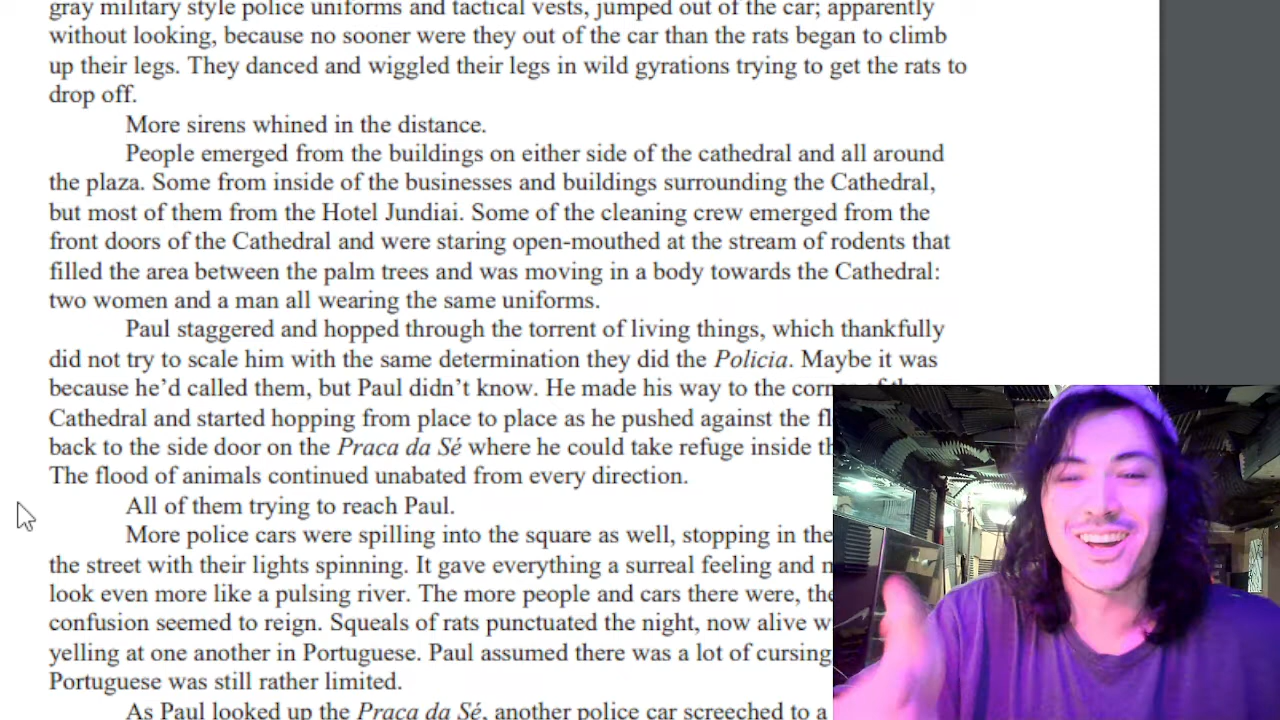 gray military style police uniforms and tactical vests, jumped out of the car; apparently
without looking, because no sooner were they out of the car than the rats began to climb
up their legs. They danced and wiggled their legs in wild gyrations trying to get the rats to
drop off.
More sirens whined in the distance.
People emerged from the buildings on either side of the cathedral and all around
the plaza. Some from inside of the businesses and buildings surrounding the Cathedral,
but most of them from the Hotel Jundiai. Some of the cleaning crew emerged from the
front doors of the Cathedral and were staring open-mouthed at the stream of rodents that
filled the area between the palm trees and was moving in a body towards the Cathedral:
two women and a man all wearing the same uniforms.
Paul staggered and hopped through the torrent of living things, which thankfully
did not try to scale him with the same determination they did the Policia. Maybe it was
because he’d called them, but Paul didn’t know. He made his way to the corner of the
Cathedral and started hopping from place to place as he pushed against the
back to the side door on the Praca da Sé where he could take refuge inside
The flood of animals continued unabated from every direction.
All of them trying to reach Paul.
More police cars were spilling into the square as well, stopping in the
the street with their lights spinning. It gave everything a surreal feeling and
look even more like a pulsing river. The more people and cars there were,
confusion seemed to reign. Squeals of rats punctuated the night, now alive
yelling at one another in Portuguese. Paul assumed there was a lot of cursing
Portuguese was still rather limited.
As Paul looked up the Praca da Sé, another police car screeched to a